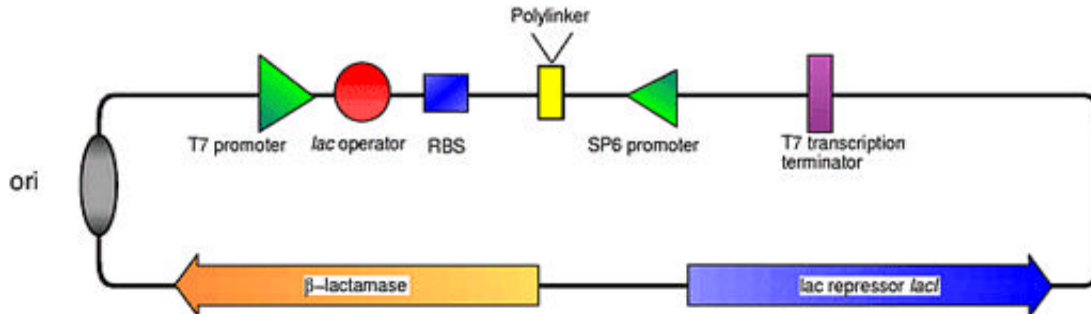 Polylinker
T7 promoter
lac operator
RBS
SP6 promoter
T7 transcription
terminator
ori
β–lactamase
lac repressor lacI